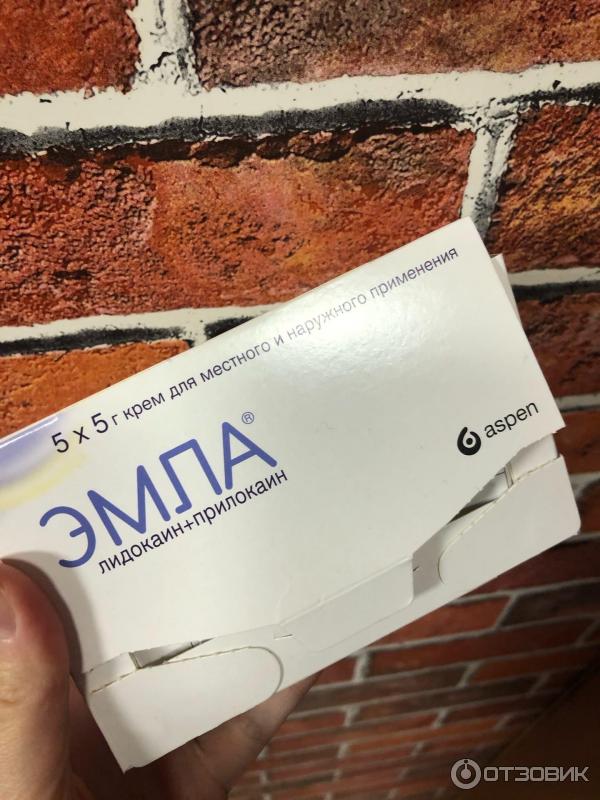 5 x 5 г крем для местного и наружного применения
ЭМЛА®
лидокаин+прилокаин
aspen
ОТЗОВИК